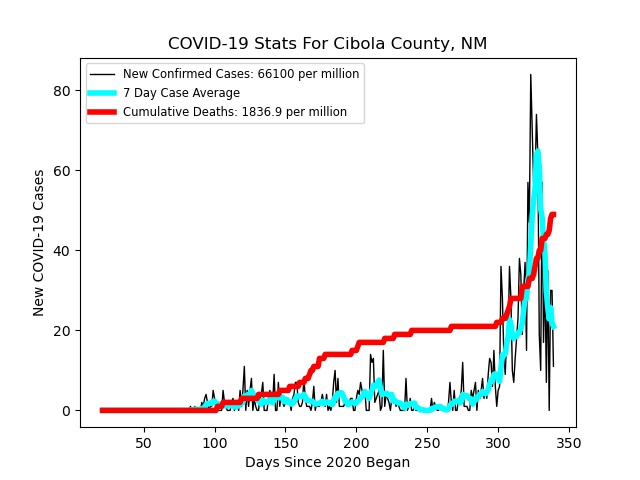 COVID-19 Stats For Cibola County, NM
New Confirmed Cases: 66100 per million
7 Day Case Average
Cumulative Deaths: 1836.9 per million
New COVID-19 Cases
80
60
40
20
0
50 100 150 200 250 300 350
Days Since 2020 Began